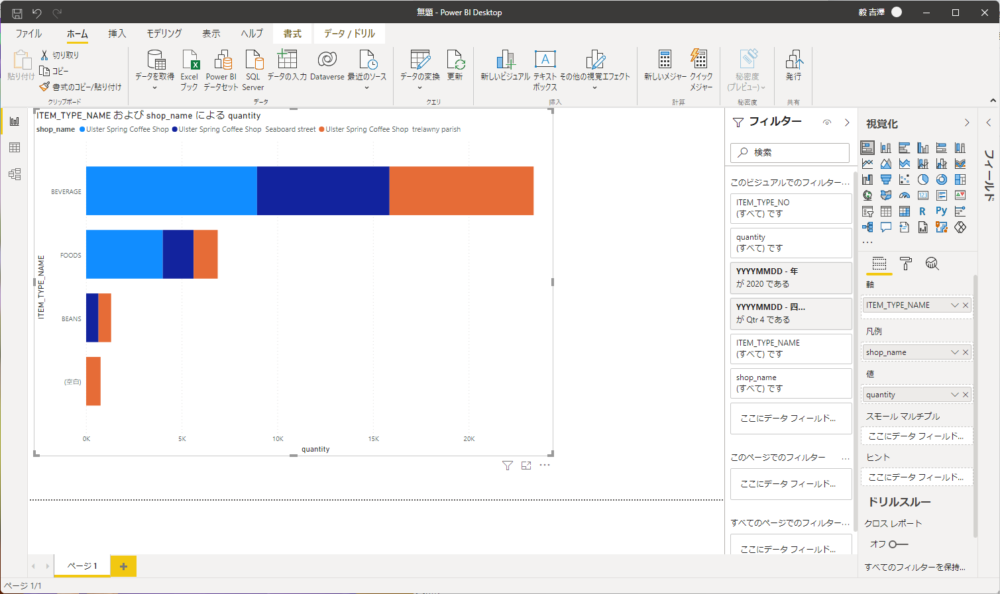 無題 - Power BI Desktop
毅 吉澤
ファイル ホーム 挿入 モデリング 表示 ヘルプ 書式 データ / ドリル
貼り付け
切り取り
コピー
書式のコピー/貼り付け
クリップボード
データを取得
Excel
ブック
Power BI
データセット
SQL
Server
データの入力
Dataverse
最近のソース
データ
データの変換
更新
クエリ
新しいビジュアル
テキスト
ボックス
その他の視覚エフェクト
挿入
新しいメジャー
クイック
メジャー
計算
秘密度
(プレビュー)
秘密度
発行
共有
ITEM_TYPE_NAME および shop_name による quantity
shop_name Ulster Spring Coffee Shop Ulster Spring Coffee Shop Seaboard street Ulster Spring Coffee Shop trelawny parish
ITEM_TYPE_NAME
BEVERAGE
FOODS
BEANS
(空白)
0K 5K 10K 15K 20K
quantity
フィルター
検索
このビジュアルでのフィルター...
ITEM_TYPE_NO
(すべて) です
quantity
(すべて) です
YYYYMMDD - 年
が 2020 である
YYYYMMDD - 四...
が Qtr 4 である
ITEM_TYPE_NAME
(すべて) です
shop_name
(すべて) です
ここにデータ フィールド...
このページでのフィルター ...
ここにデータ フィールド...
すべてのページでのフィルター...
ここにデータ フィールド...
視覚化
123
R
Py
...
軸
ITEM_TYPE_NAME
凡例
shop_name
値
quantity
スモール マルチプル
ここにデータ フィールド...
ヒント
ここにデータ フィールド...
ドリルスルー
クロス レポート
オフ
すべてのフィルターを保持...
フィールド
ページ 1
ページ 1/1